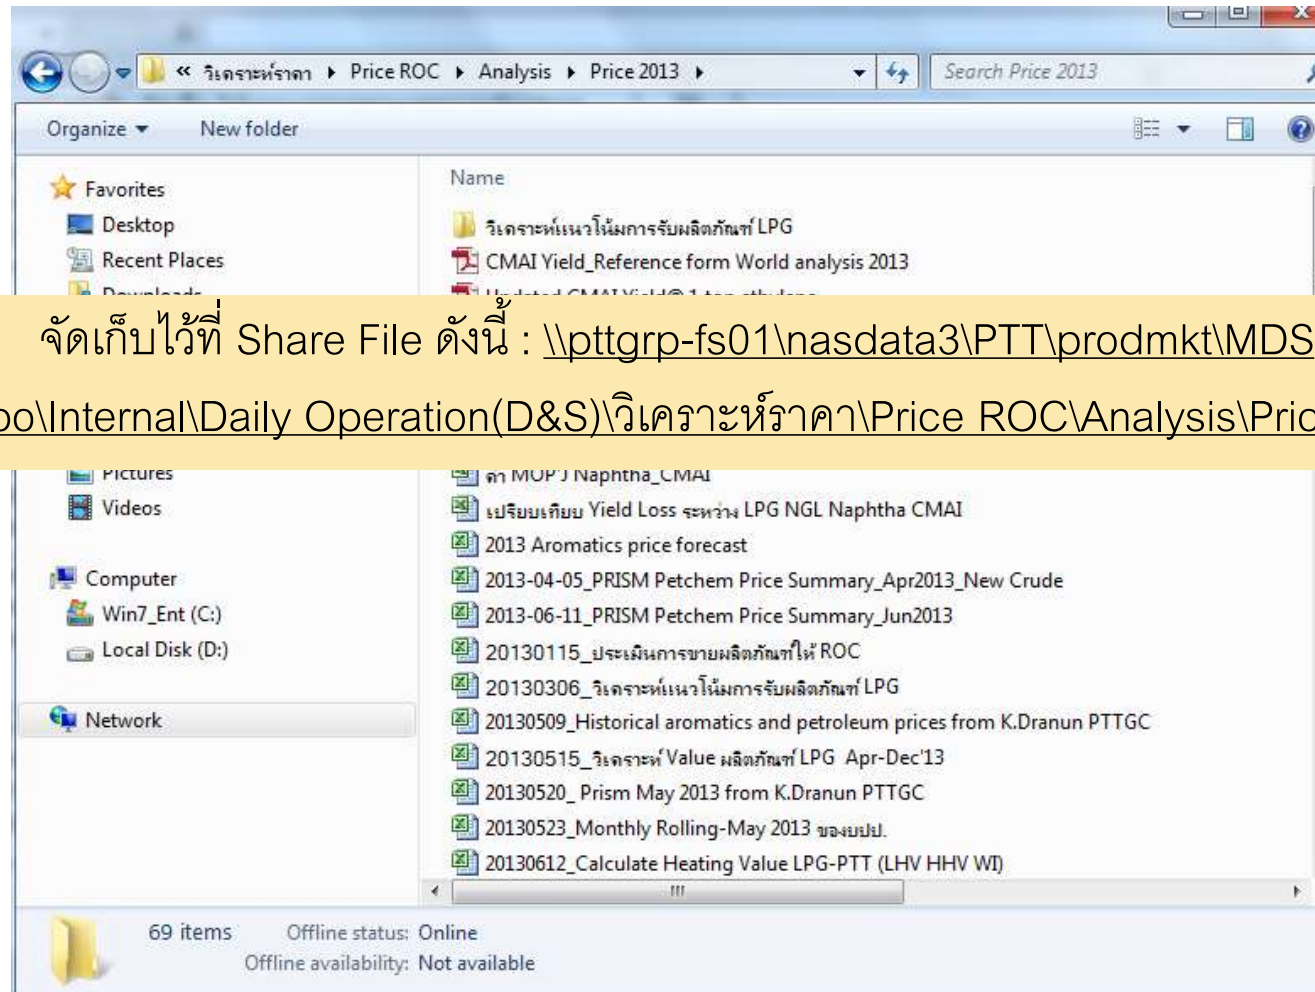 « วิเคราะห์ราคา ▸ Price ROC ▸ Analysis ▸ Price 2013 ▸
Search Price 2013
Organize ▾ New folder
Name
Favorites
Desktop
Recent Places
วิเคราะห์แนวโน้มการรับผลิตภัณฑ์ LPG
CMAI Yield_Reference form World analysis 2013
จัดเก็บไว้ที่ Share File ดังนี้ : \\pttgrp-fs01\nasdata3\PTT\prodmkt\MDS
oo\Internal\Daily Operation(D&S)\วิเคราะห์ราคา\Price ROC\Analysis\Pric
Pictures
Videos
MOPJ Naphtha_CMAI
เปรียบเทียบ Yield Loss ระหว่าง LPG NGL Naphtha CMAI
2013 Aromatics price forecast
2013-04-05_PRISM Petchem Price Summary_Apr2013_New Crude
2013-06-11_PRISM Petchem Price Summary_Jun2013
20130115_ประเมินการขายผลิตภัณฑ์ให้ ROC
20130306_วิเคราะห์แนวโน้มการรับผลิตภัณฑ์ LPG
20130509_Historical aromatics and petroleum prices from K.Dranun PTTGC
20130515_วิเคราะห์ Value ผลิตภัณฑ์ LPG Apr-Dec'13
20130520_ Prism May 2013 from K.Dranun PTTGC
20130523_Monthly Rolling-May 2013 ของบปป.
20130612_Calculate Heating Value LPG-PTT (LHV HHV WI)
Computer
Win7_Ent (C:)
Local Disk (D:)
Network
69 items
Offline status: Online
Offline availability: Not available